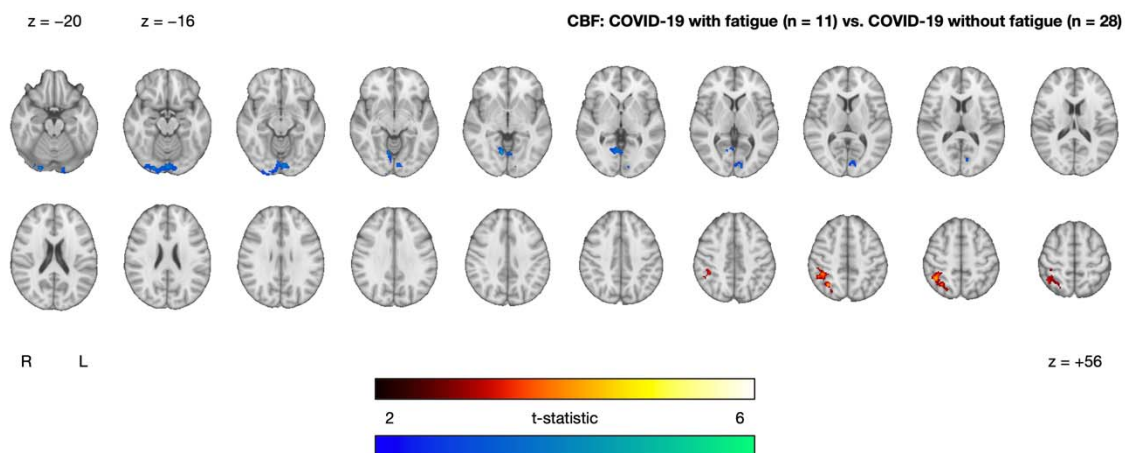 z = −20 z = −16 CBF: COVID-19 with fatigue (n = 11) vs. COVID-19 without fatigue (n = 28)
R L z = +56
2 t-statistic 6